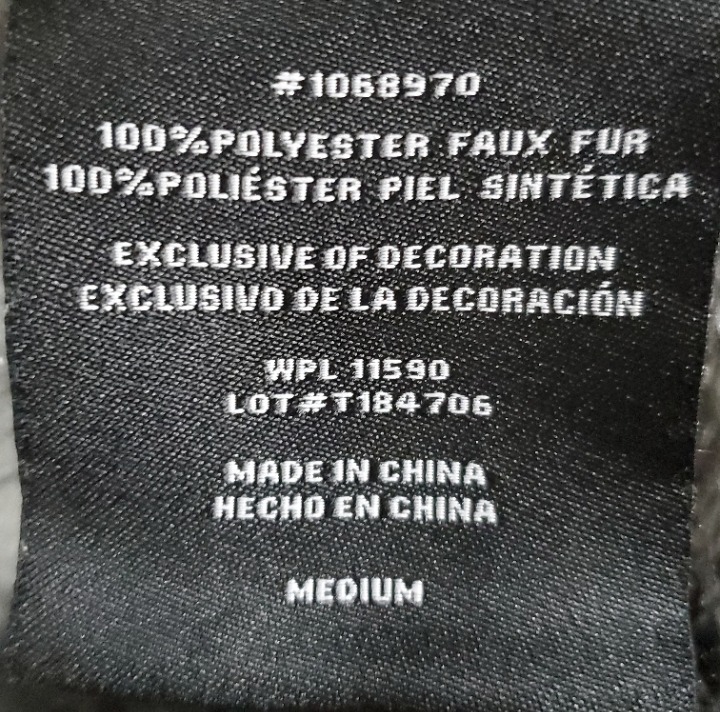 #1068970
100%POLYESTER FAUX FUR
100%POLIÉSTER PIEL SINTÉTICA
EXCLUSIVE OF DECORATION
EXCLUSIVO DE LA DECORACIÓN
WPL 11590
LOT#T184706
MADE IN CHINA
HECHO EN CHINA
MEDIUM